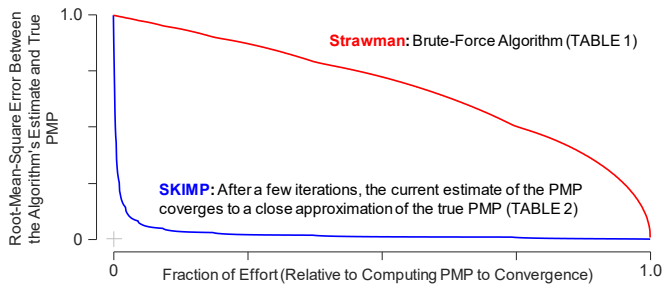 1.0
Root-Mean-Square Error Between
the Algorithm's Estimate and True
PMP
Strawman: Brute-Force Algorithm (TABLE 1)
SKIMP: After a few iterations, the current estimate of the PMP
coverges to a close approximation of the true PMP (TABLE 2)
0
0
Fraction of Effort (Relative to Computing PMP to Convergence)
1.0